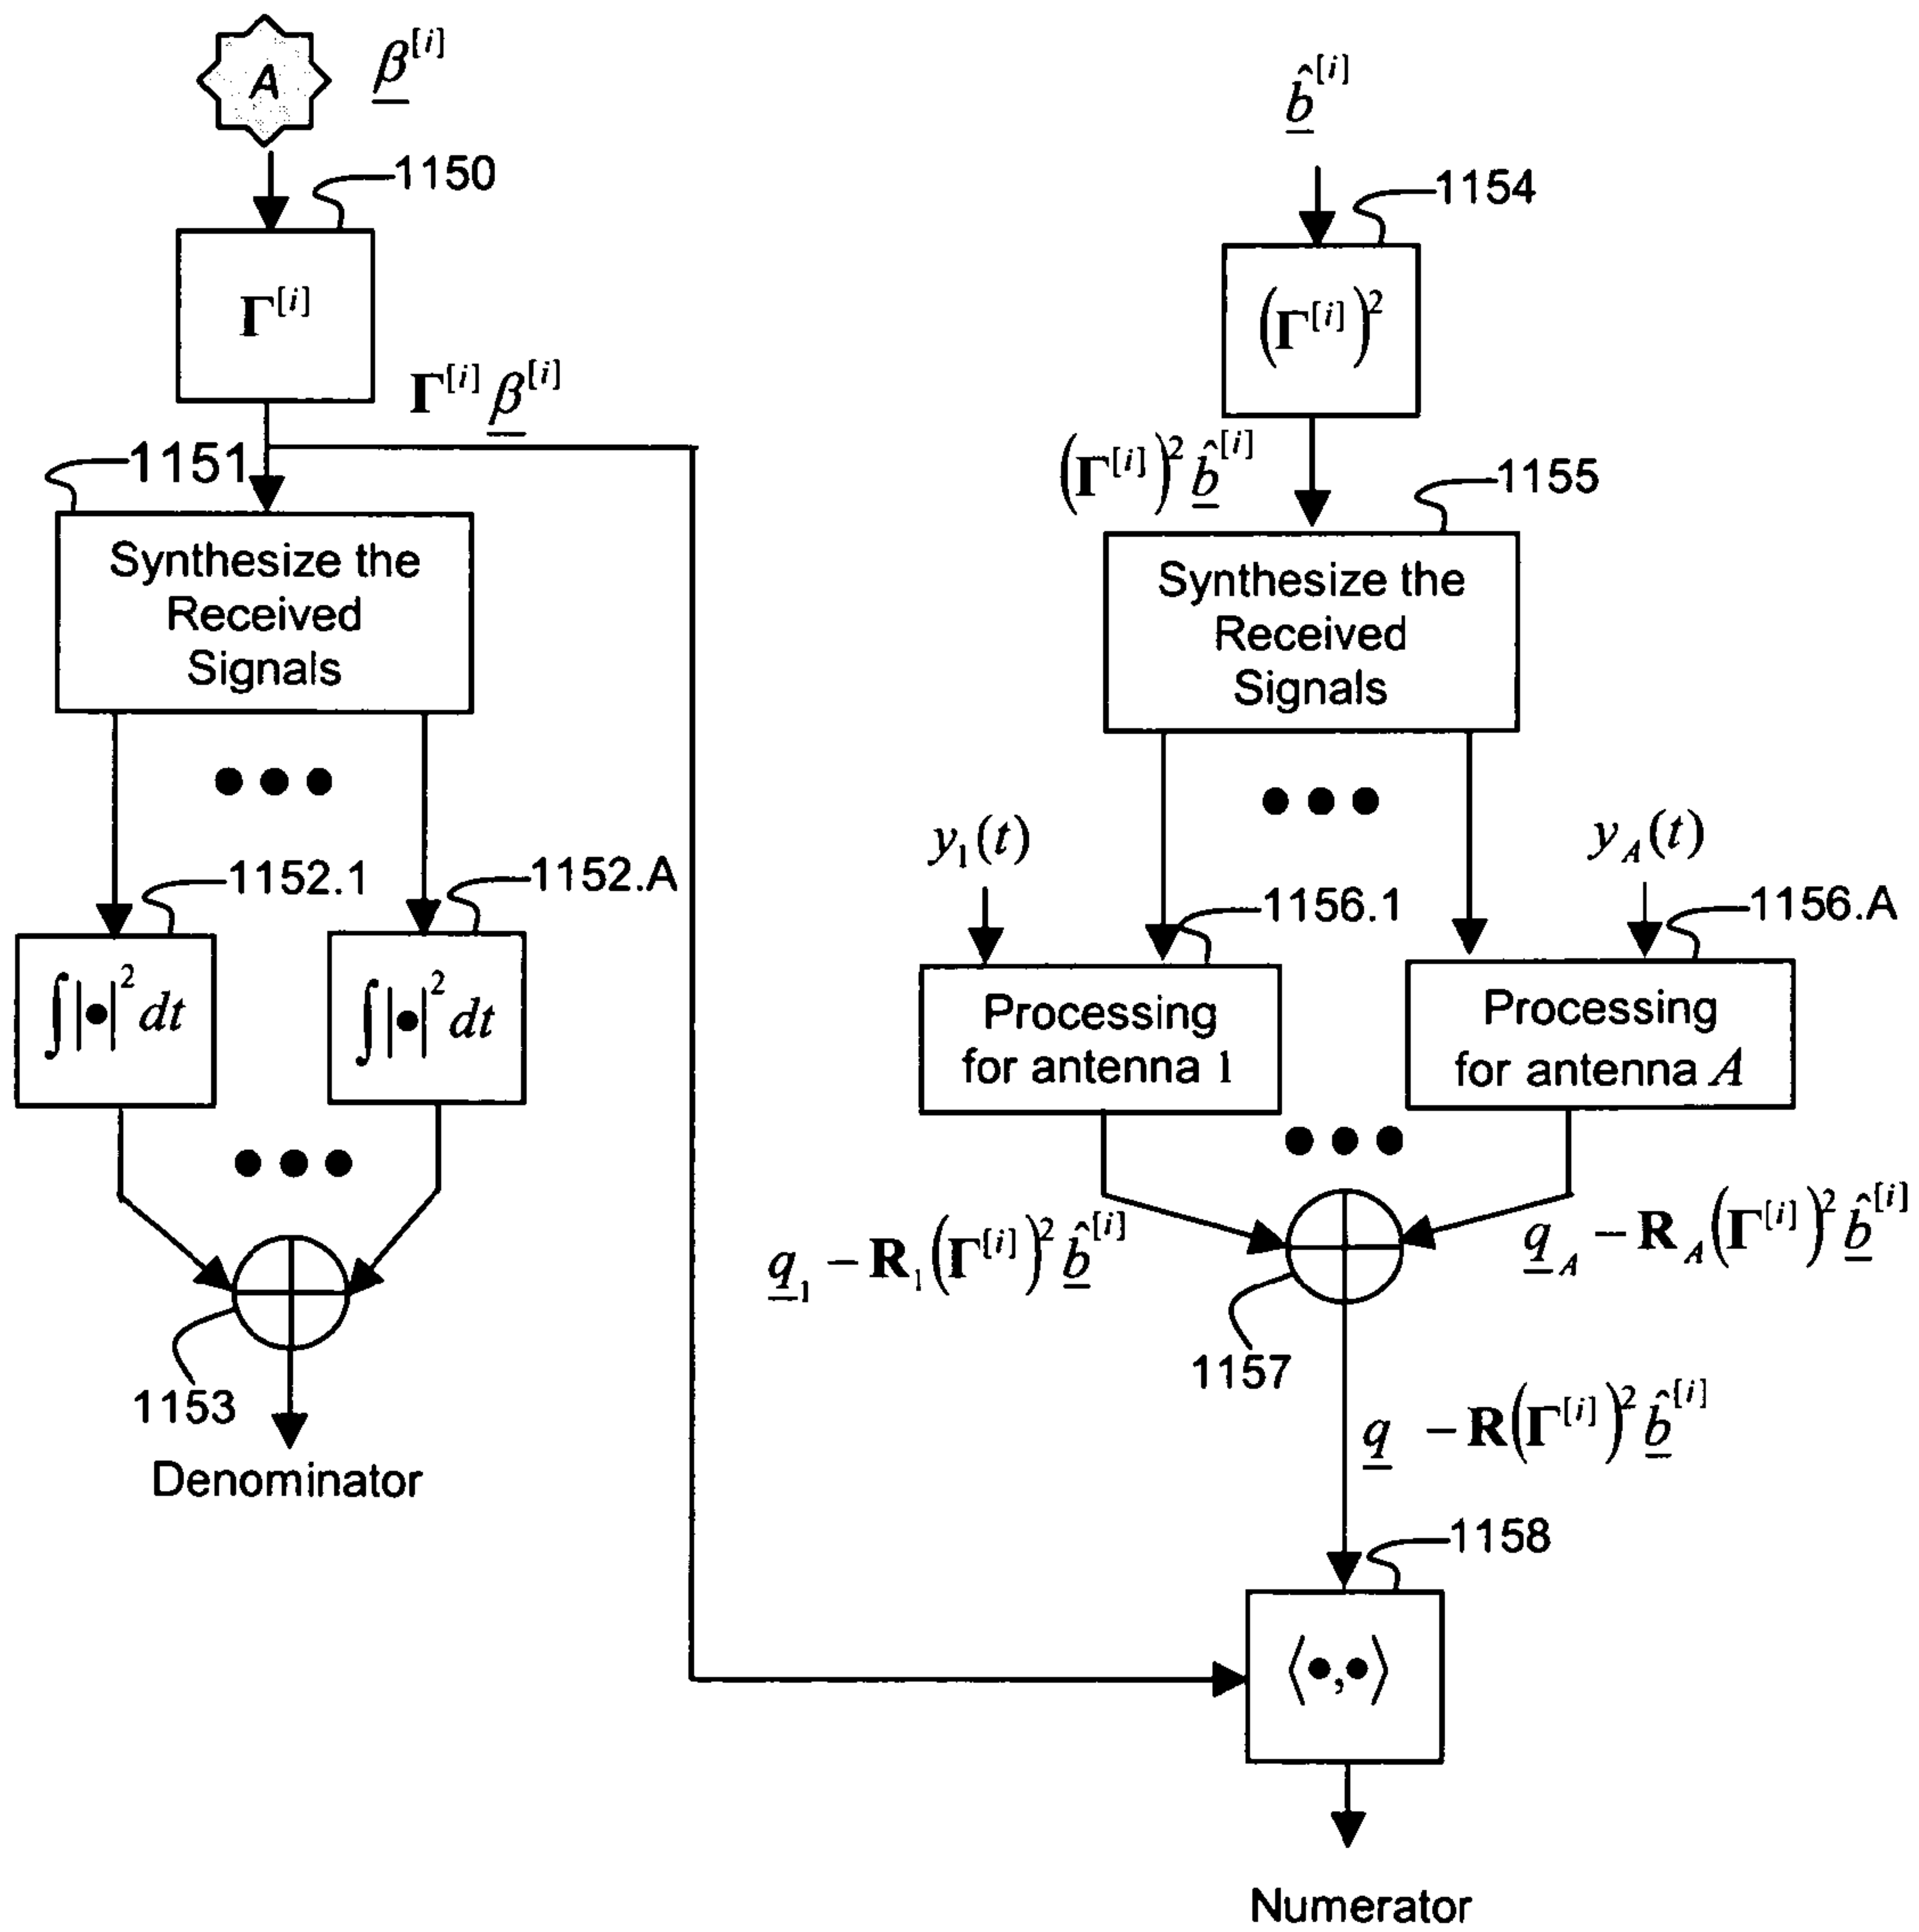 A
β^[i]
1150
Γ^[i]
Γ^[i] β^[i]
1151
Synthesize the
Received
Signals
1152.1
1152.A
∫|●|² dt
∫|●|² dt
1153
Denominator
b̂^[i]
1154
(Γ^[i])²
(Γ^[i])² b̂^[i]
1155
Synthesize the
Received
Signals
y₁(t)
y_A(t)
1156.1
1156.A
Processing
for antenna 1
Processing
for antenna A
q₁ − R₁(Γ^[i])² b̂^[i]
q_A − R_A(Γ^[i])² b̂^[i]
1157
q − R(Γ^[i])² b̂^[i]
1158
⟨●,●⟩
Numerator